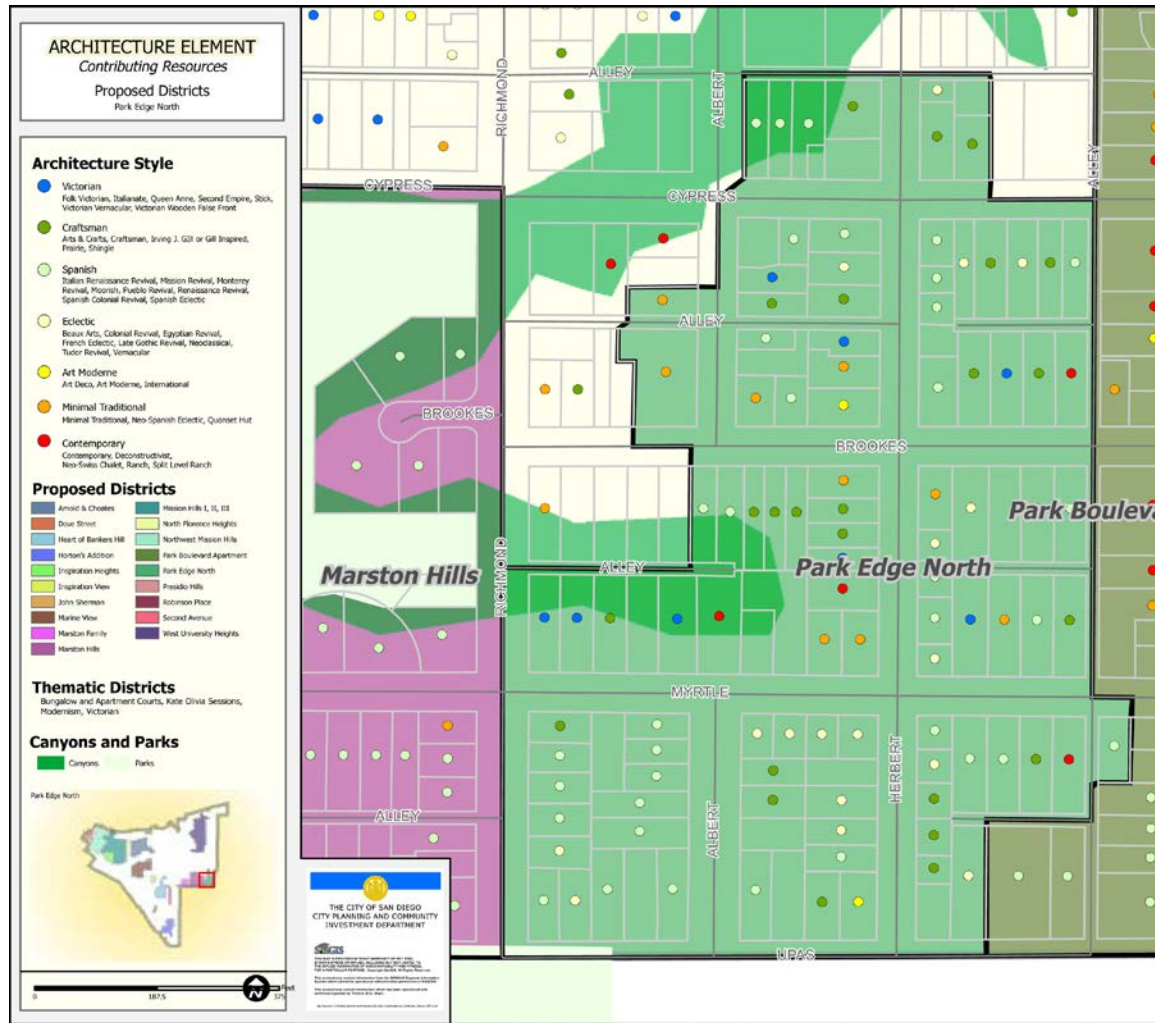 ARCHITECTURE ELEMENT
Contributing Resources
Proposed Districts
Park Edge North
Architecture Style
Victorian
Folk Victorian, Italianate, Queen Anne, Second Empire, Stick,
Victorian Vernacular, Victorian Wooden False Front
Craftsman
Arts & Crafts, Craftsman, Irving J. Gill or Gill Inspired,
Prairie, Shingle
Spanish
Italian Renaissance Revival, Mission Revival, Monterey
Revival, Moorish, Pueblo Revival, Renaissance Revival,
Spanish Colonial Revival, Spanish Eclectic
Eclectic
Beaux Arts, Colonial Revival, Egyptian Revival,
French Eclectic, Late Gothic Revival, Neoclassical,
Tudor Revival, Vernacular
Art Moderne
Art Deco, Art Moderne, International
Minimal Traditional
Minimal Traditional, Neo-Spanish Eclectic, Quonset Hut
Contemporary
Contemporary, Deconstructivist,
Neo-Swiss Chalet, Ranch, Split Level Ranch
Proposed Districts
Arnold & Choates
Dove Street
Heart of Bankers Hill
Horton's Addition
Inspiration Heights
Inspiration View
John Sherman
Marine View
Marston Family
Marston Hills
Mission Hills I, II, III
North Florence Heights
Northwest Mission Hills
Park Boulevard Apartment
Park Edge North
Presidio Hills
Robinson Place
Second Avenue
West University Heights
Thematic Districts
Bungalow and Apartment Courts, Kate Olivia Sessions,
Modernism, Victorian
Canyons and Parks
Canyons
Parks
Park Edge North
0
187.5
375
Feet
N
RICHMOND
ALLEY
ALBERT
ALLEY
CYPRESS
CYPRESS
ALLEY
BROOKES
BROOKES
Park Bouleva
Marston Hills
RICHMOND
ALLEY
Park Edge North
MYRTLE
HERBERT
ALLEY
ALBERT
UPAS
THE CITY OF SAN DIEGO
CITY PLANNING AND COMMUNITY
INVESTMENT DEPARTMENT